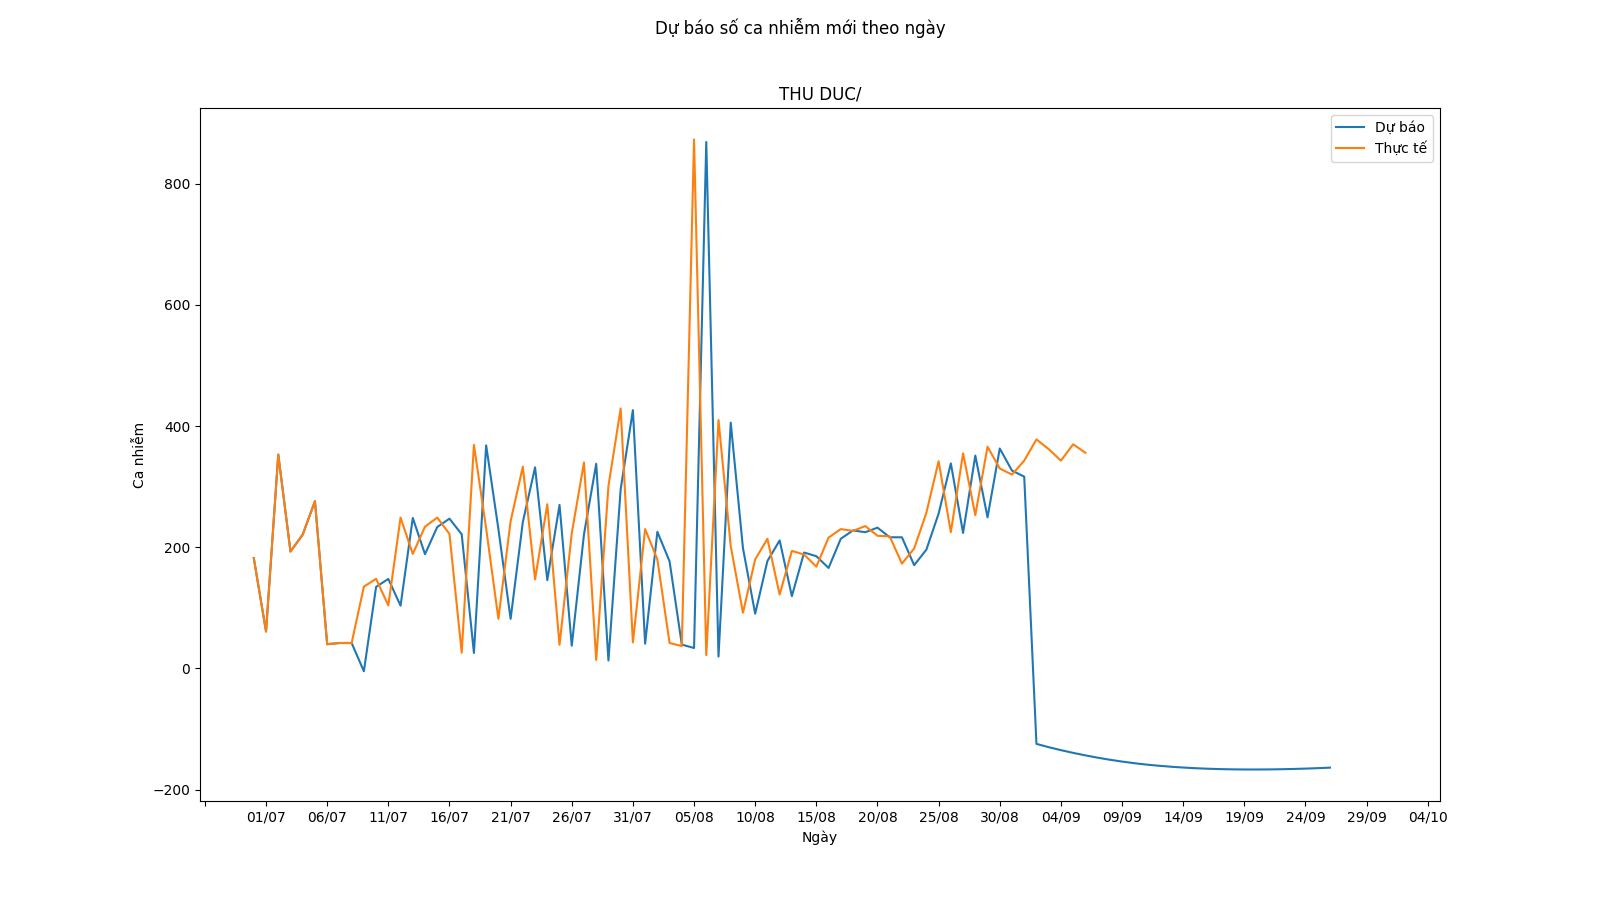 Dự báo số ca nhiễm mới theo ngày
THU DUC/
Dự báo
Thực tế
Ca nhiễm
800
600
400
200
0
−200
01/07 06/07 11/07 16/07 21/07 26/07 31/07 05/08 10/08 15/08 20/08 25/08 30/08 04/09 09/09 14/09 19/09 24/09 29/09 04/10
Ngày